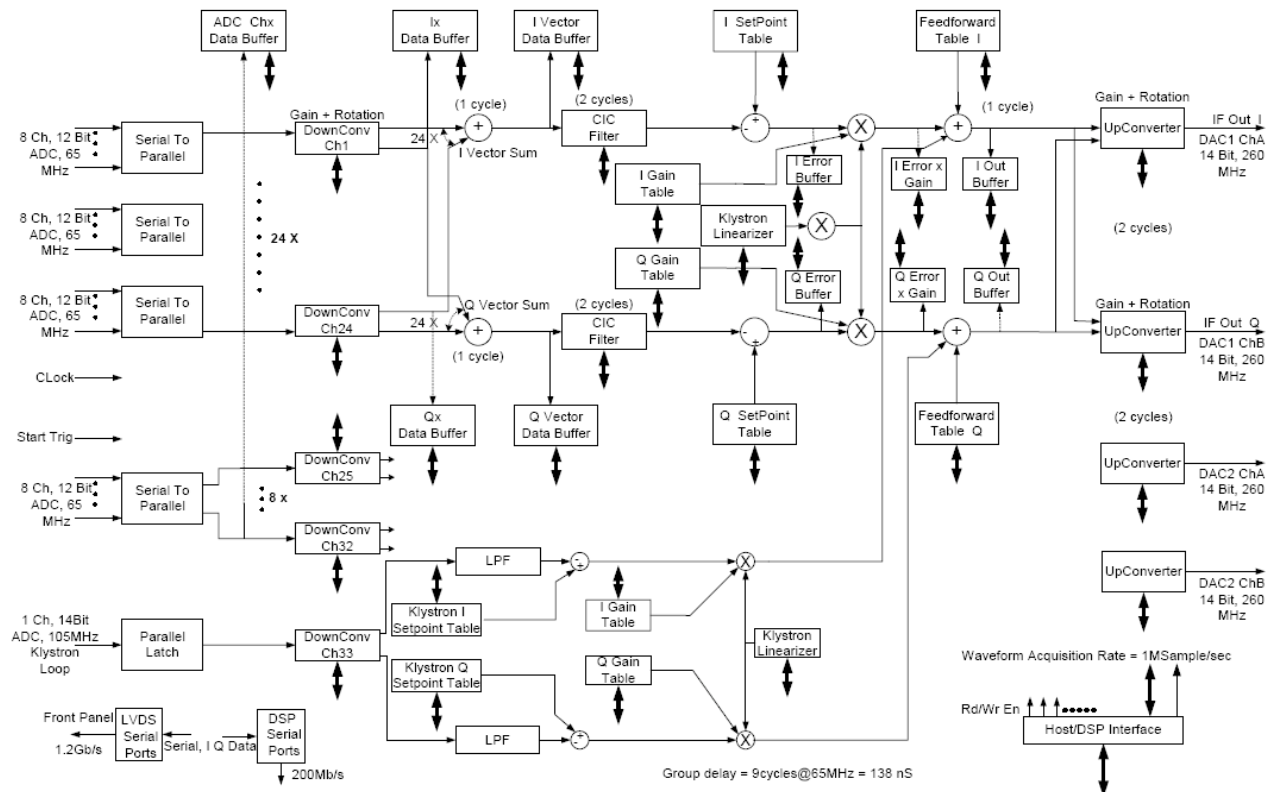 ADC Chx
Data Buffer
Ix
Data Buffer
I Vector
Data Buffer
I SetPoint
Table
Feedforward
Table I
8 Ch, 12 Bit
ADC, 65
MHz
Serial To
Parallel
Gain + Rotation
DownConv
Ch1
24 X
(1 cycle)
+
I Vector Sum
(2 cycles)
CIC
Filter
-
+
X
+
(1 cycle)
Gain + Rotation
UpConverter
IF Out I
DAC1 ChA
14 Bit, 260
MHz
I Gain
Table
I Error
Buffer
I Error x
Gain
I Out
Buffer
8 Ch, 12 Bit
ADC, 65
MHz
Serial To
Parallel
24 X
Klystron
Linearizer
X
(2 cycles)
Q Gain
Table
Q Error
Buffer
Q Error
x Gain
Q Out
Buffer
8 Ch, 12 Bit
ADC, 65
MHz
Serial To
Parallel
DownConv
Ch24
24 X
Q Vector Sum
+
(1 cycle)
(2 cycles)
CIC
Filter
-
+
X
+
Gain + Rotation
UpConverter
IF Out Q
DAC1 ChB
14 Bit, 260
MHz
CLock
Qx
Data Buffer
Q Vector
Data Buffer
Q SetPoint
Table
Feedforward
Table Q
(2 cycles)
Start Trig
8 Ch, 12 Bit
ADC, 65
MHz
Serial To
Parallel
DownConv
Ch25
8 x
DownConv
Ch32
UpConverter
DAC2 ChA
14 Bit, 260
MHz
LPF
-
+
X
UpConverter
DAC2 ChB
14 Bit, 260
MHz
Klystron I
Setpoint Table
I Gain
Table
1 Ch, 14Bit
ADC, 105MHz
Klystron
Loop
Parallel
Latch
DownConv
Ch33
Klystron
Linearizer
Klystron Q
Setpoint Table
Q Gain
Table
Waveform Acquisition Rate = 1MSample/sec
Rd/Wr En
Host/DSP Interface
LPF
-
+
X
Front Panel
1.2Gb/s
LVDS
Serial
Ports
Serial, I Q Data
DSP
Serial
Ports
200Mb/s
Group delay = 9cycles@65MHz = 138 nS